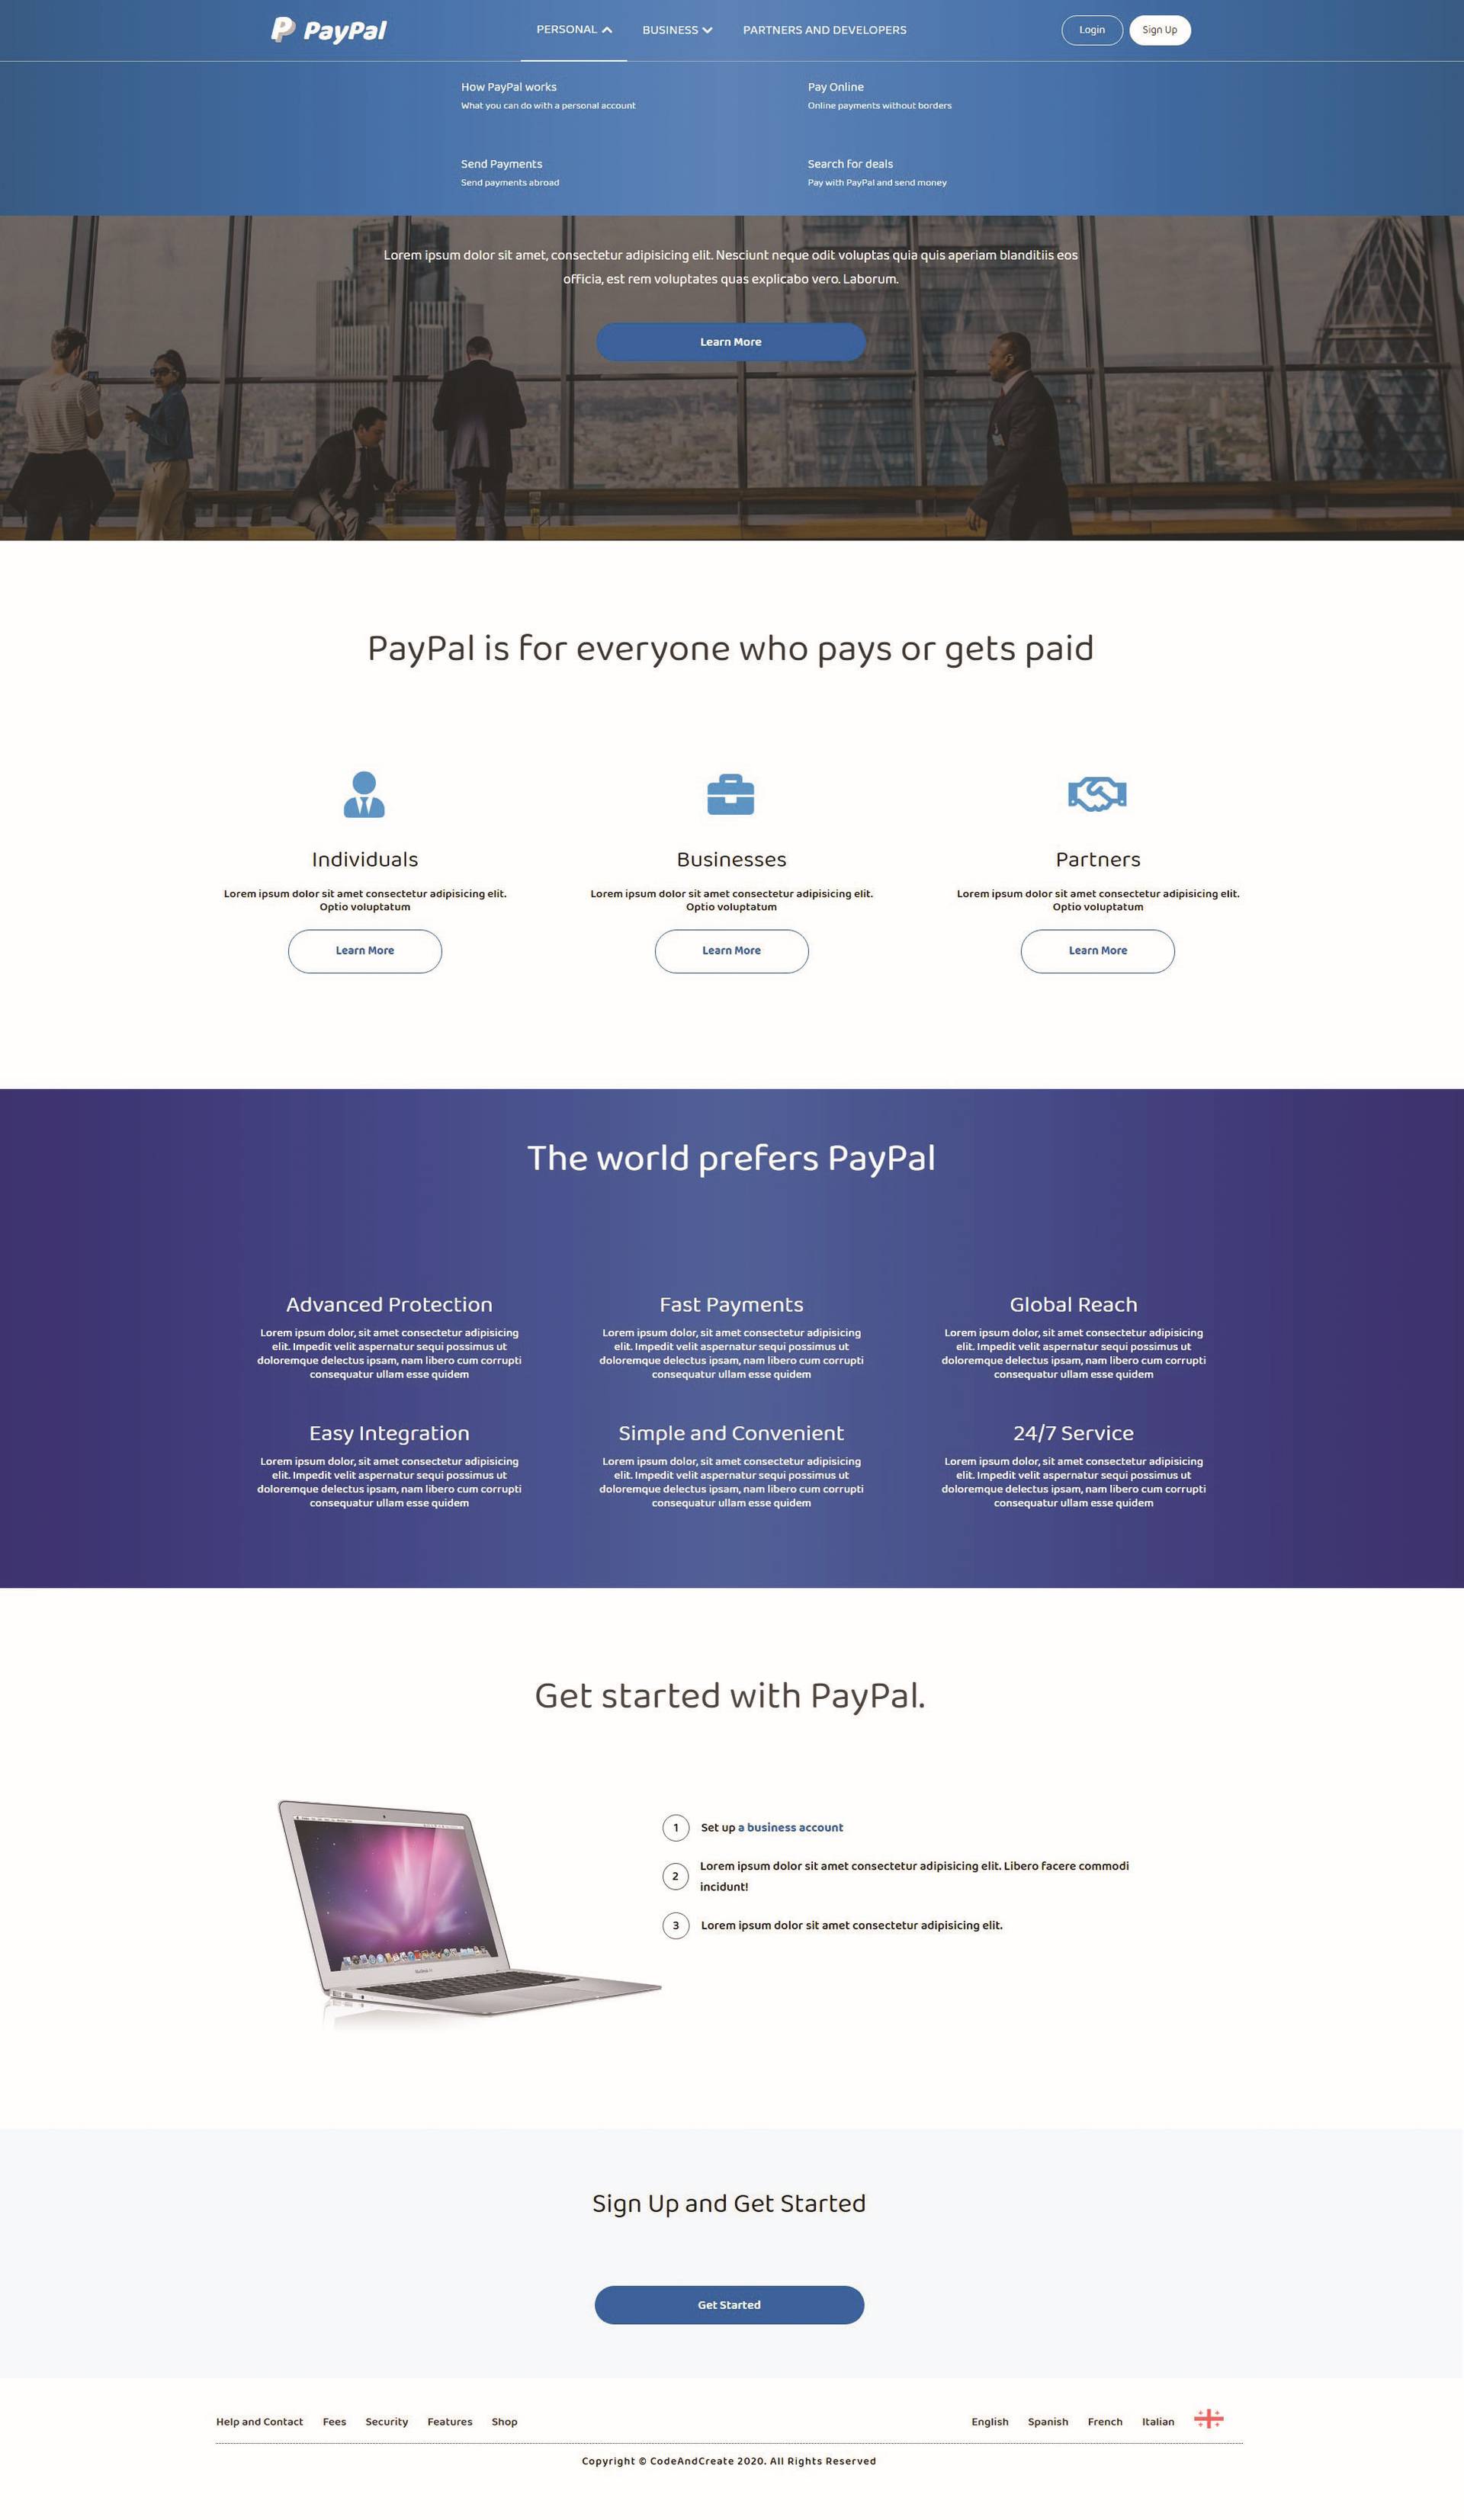 PayPal
PERSONAL
BUSINESS
PARTNERS AND DEVELOPERS
Login
Sign Up
How PayPal works
What you can do with a personal account
Pay Online
Online payments without borders
Send Payments
Send payments abroad
Search for deals
Pay with PayPal and send money
Lorem ipsum dolor sit amet, consectetur adipisicing elit. Nesciunt neque odit voluptas quia quis aperiam blanditiis eos
officia, est rem voluptates quas explicabo vero. Laborum.
Learn More
PayPal is for everyone who pays or gets paid
Individuals
Lorem ipsum dolor sit amet consectetur adipisicing elit.
Optio voluptatum
Learn More
Businesses
Lorem ipsum dolor sit amet consectetur adipisicing elit.
Optio voluptatum
Learn More
Partners
Lorem ipsum dolor sit amet consectetur adipisicing elit.
Optio voluptatum
Learn More
The world prefers PayPal
Advanced Protection
Lorem ipsum dolor, sit amet consectetur adipisicing
elit. Impedit velit aspernatur sequi possimus ut
doloremque delectus ipsam, nam libero cum corrupti
consequatur ullam esse quidem
Fast Payments
Lorem ipsum dolor, sit amet consectetur adipisicing
elit. Impedit velit aspernatur sequi possimus ut
doloremque delectus ipsam, nam libero cum corrupti
consequatur ullam esse quidem
Global Reach
Lorem ipsum dolor, sit amet consectetur adipisicing
elit. Impedit velit aspernatur sequi possimus ut
doloremque delectus ipsam, nam libero cum corrupti
consequatur ullam esse quidem
Easy Integration
Lorem ipsum dolor, sit amet consectetur adipisicing
elit. Impedit velit aspernatur sequi possimus ut
doloremque delectus ipsam, nam libero cum corrupti
consequatur ullam esse quidem
Simple and Convenient
Lorem ipsum dolor, sit amet consectetur adipisicing
elit. Impedit velit aspernatur sequi possimus ut
doloremque delectus ipsam, nam libero cum corrupti
consequatur ullam esse quidem
24/7 Service
Lorem ipsum dolor, sit amet consectetur adipisicing
elit. Impedit velit aspernatur sequi possimus ut
doloremque delectus ipsam, nam libero cum corrupti
consequatur ullam esse quidem
Get started with PayPal.
1 Set up a business account
2 Lorem ipsum dolor sit amet consectetur adipisicing elit. Libero facere commodi
incidunt!
3 Lorem ipsum dolor sit amet consectetur adipisicing elit.
Sign Up and Get Started
Get Started
Help and Contact Fees Security Features Shop
English Spanish French Italian
Copyright © CodeAndCreate 2020. All Rights Reserved